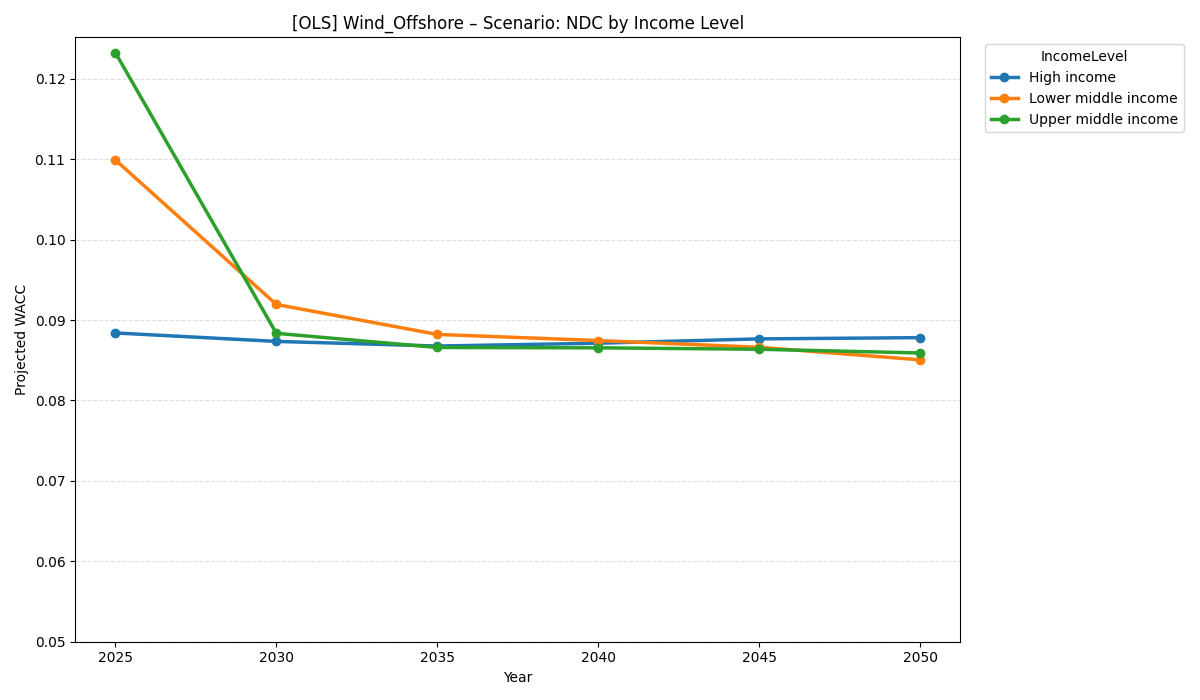 [OLS] Wind_Offshore – Scenario: NDC by Income Level
IncomeLevel
High income
Lower middle income
Upper middle income
Projected WACC
0.12
0.11
0.10
0.09
0.08
0.07
0.06
0.05
2025 2030 2035 2040 2045 2050
Year